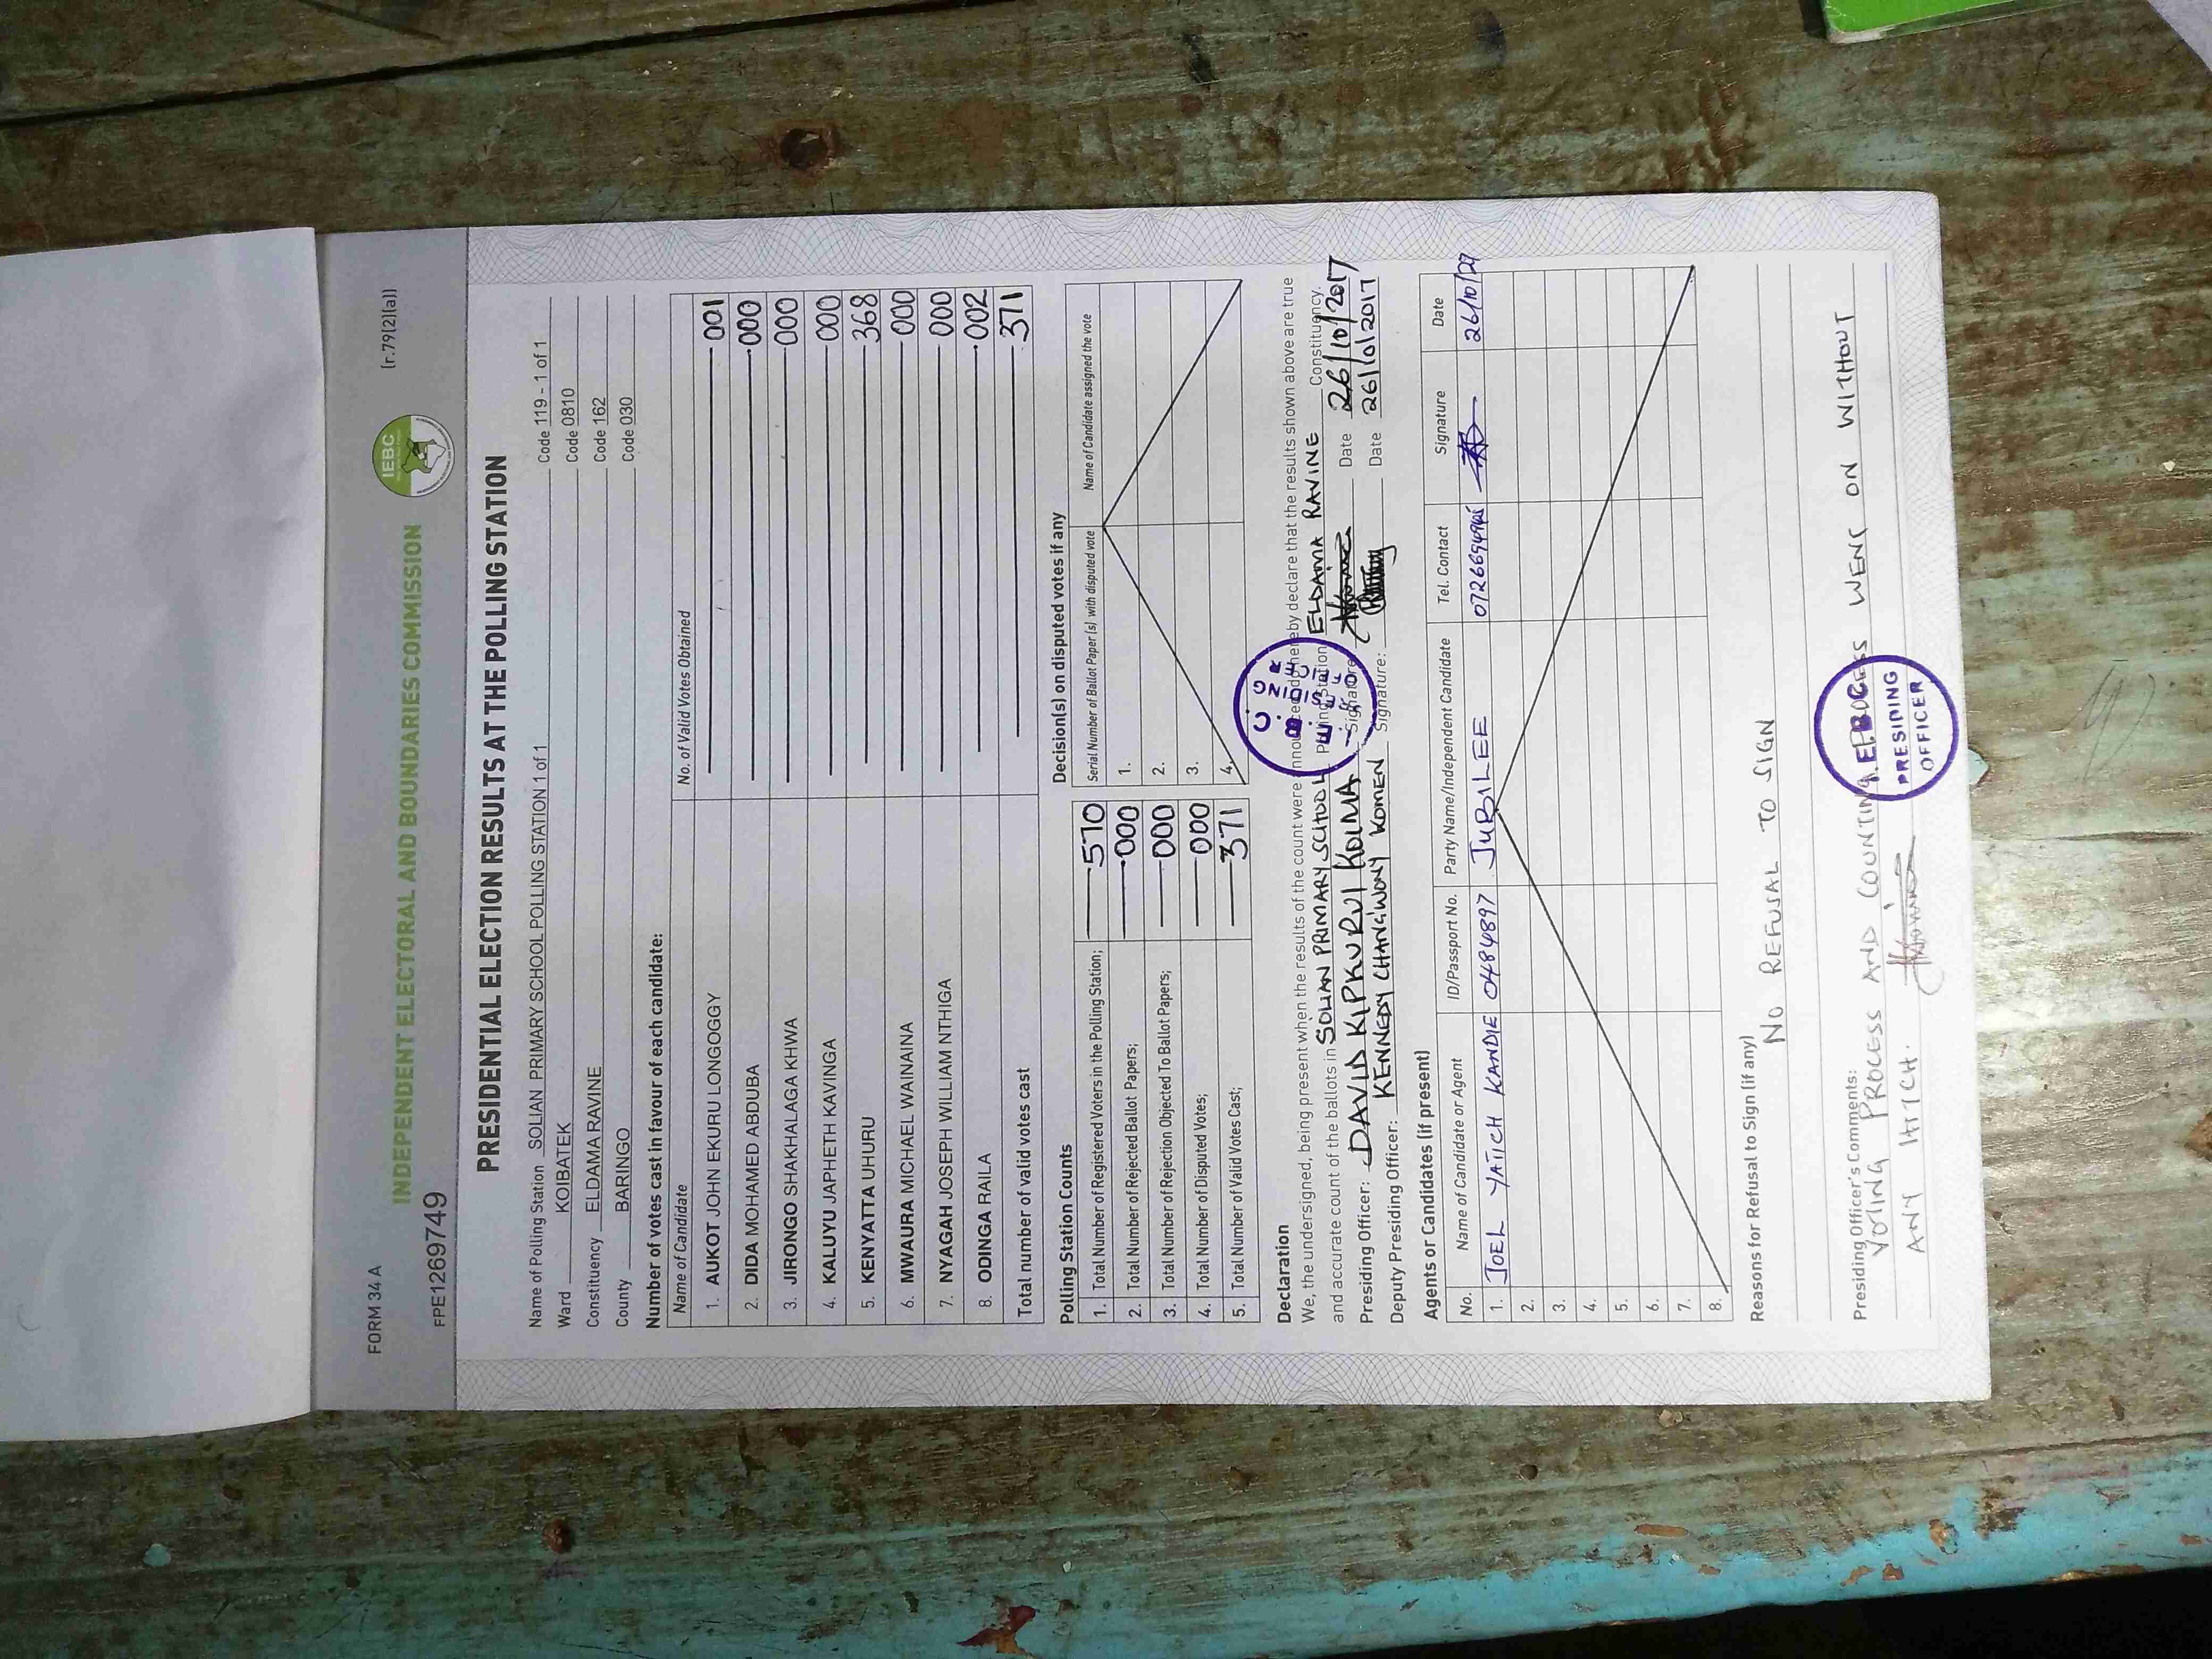 FORM 34 A
[r.79(2)(a)]
INDEPENDENT ELECTORAL AND BOUNDARIES COMMISSION
IEBC
FPE1269749
PRESIDENTIAL ELECTION RESULTS AT THE POLLING STATION
Name of Polling Station SOLIAN PRIMARY SCHOOL POLLING STATION 1 of 1 Code 119 - 1 of 1
Ward KOIBATEK Code 0810
Constituency ELDAMA RAVINE Code 162
County BARINGO Code 030
Number of votes cast in favour of each candidate:
Name of Candidate No. of Valid Votes Obtained
1. AUKOT JOHN EKURU LONGOGGY 001
2. DIDA MOHAMED ABDUBA 000
3. JIRONGO SHAKHALAGA KHWA 000
4. KALUYU JAPHETH KAVINGA 000
5. KENYATTA UHURU 368
6. MWAURA MICHAEL WAINAINA 000
7. NYAGAH JOSEPH WILLIAM NTHIGA 000
8. ODINGA RAILA 002
Total number of valid votes cast 371
Polling Station Counts
1. Total Number of Registered Voters in the Polling Station; 570
2. Total Number of Rejected Ballot Papers; 000
3. Total Number of Rejection Objected To Ballot Papers; 000
4. Total Number of Disputed Votes; 000
5. Total Number of Valid Votes Cast; 371
Decision(s) on disputed votes if any
Serial Number of Ballot Paper(s) with disputed vote Name of Candidate assigned the vote
1.
2.
3.
4.
Declaration
We, the undersigned, being present when the results of the count were announced do hereby declare that the results shown above are true
and accurate count of the ballots in SOLIAN PRIMARY SCHOOL Polling Station ELDAMA RAVINE Constituency.
Presiding Officer: DAVID KIPKURUI KOIMA Signature: Date 26/10/2017
Deputy Presiding Officer: KENNEDY CHANGWONY KOMEN Signature: Date 26/10/2017
I.E.B.C.
PRESIDING
OFFICER
Agents or Candidates (if present)
No. Name of Candidate or Agent ID/Passport No. Party Name/Independent Candidate Tel. Contact Signature Date
1. JOEL YATICH KANDIE 0484897 JUBILEE 26/10/
2.
3.
4.
5.
6.
7.
8.
Reasons for Refusal to Sign (if any)
NO REFUSAL TO SIGN
Presiding Officer's Comments:
VOTING PROCESS AND COUNTING PROCESS WENT ON WITHOUT
ANY HITCH.
I.E.B.C.
PRESIDING
OFFICER